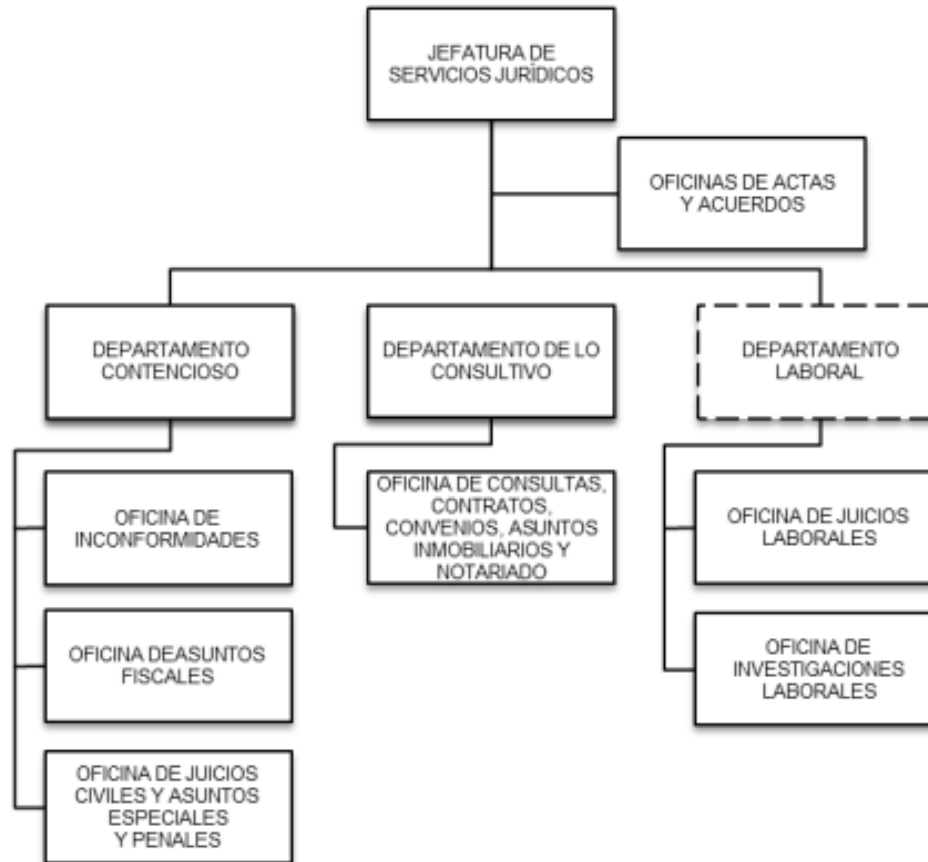 JEFATURA DE
SERVICIOS JURÍDICOS
OFICINAS DE ACTAS
Y ACUERDOS
DEPARTAMENTO
CONTENCIOSO
DEPARTAMENTO DE LO
CONSULTIVO
DEPARTAMENTO
LABORAL
OFICINA DE
INCONFORMIDADES
OFICINA DE CONSULTAS,
CONTRATOS,
CONVENIOS, ASUNTOS
INMOBILIARIOS Y
NOTARIADO
OFICINA DE JUICIOS
LABORALES
OFICINA DEASUNTOS
FISCALES
OFICINA DE
INVESTIGACIONES
LABORALES
OFICINA DE JUICIOS
CIVILES Y ASUNTOS
ESPECIALES
Y PENALES